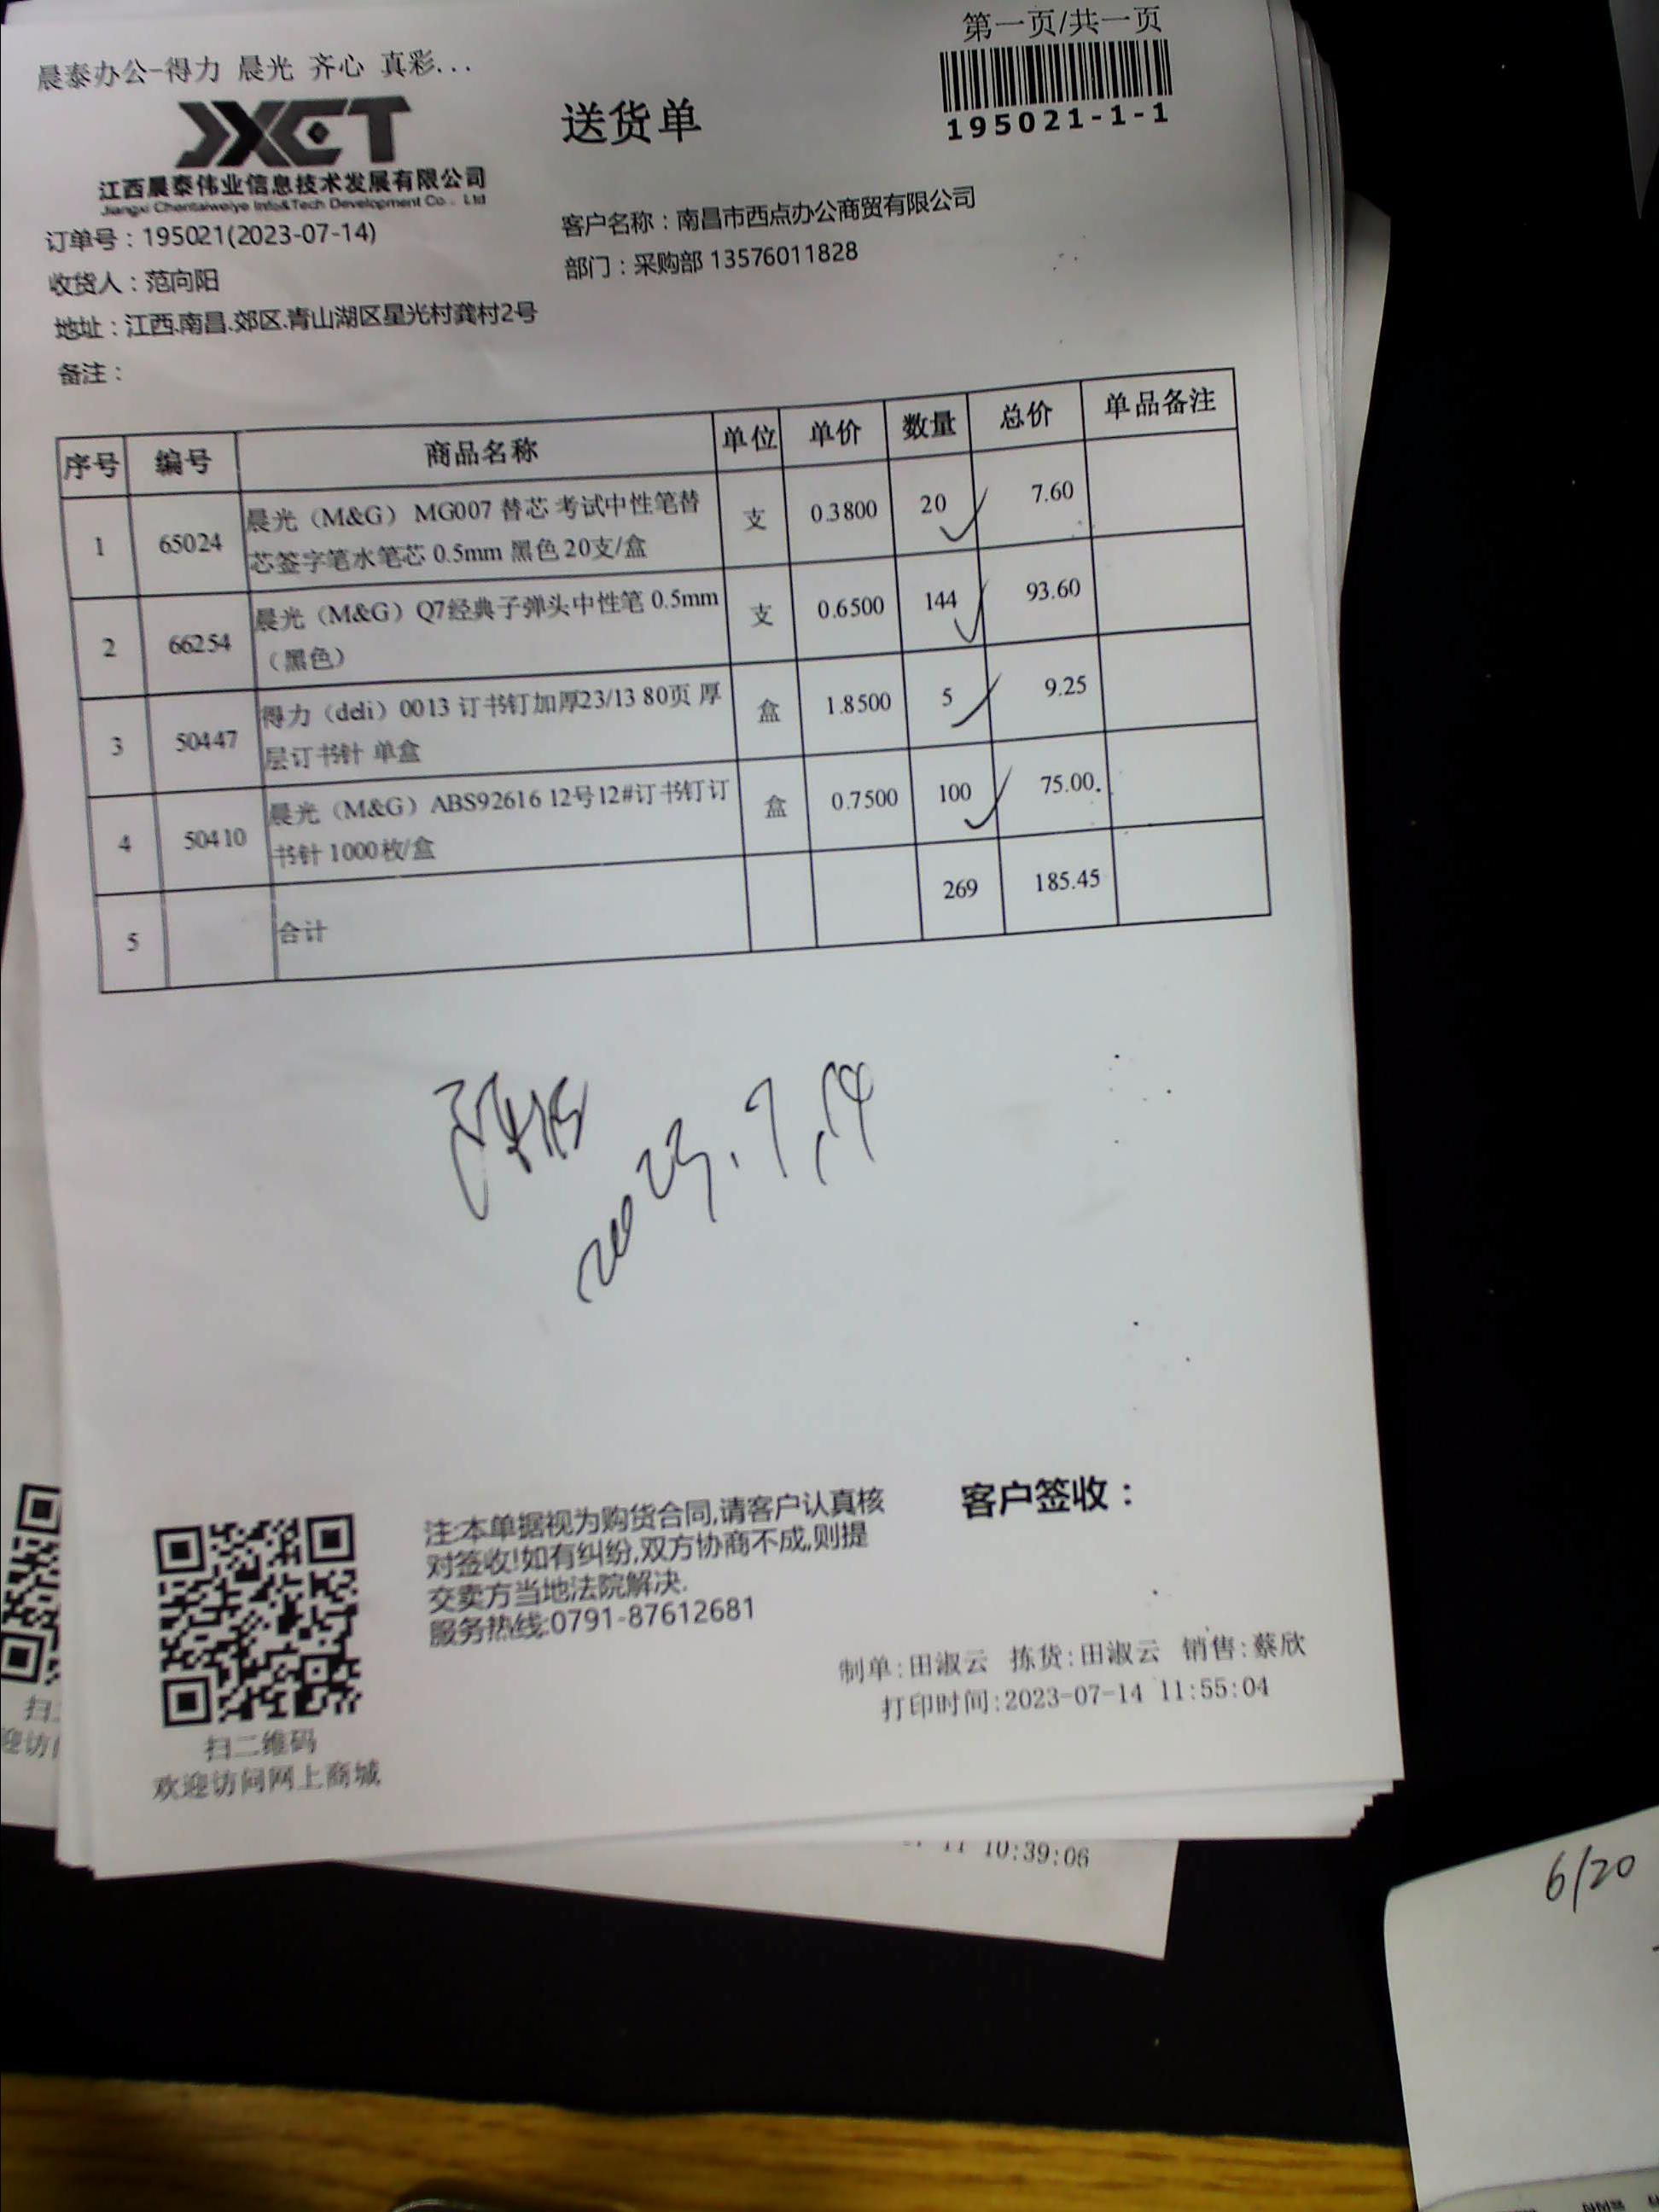 第一页/共一页
晨泰办公-得力 晨光 齐心 真彩...
JXCT
送货单
195021-1-1
江西晨泰伟业信息技术发展有限公司
Jiangxi Chentaiweiye Info&Tech Development Co., Ltd
订单号：195021(2023-07-14)
客户名称：南昌市西点办公商贸有限公司
收货人：范向阳
部门：采购部 13576011828
地址：江西.南昌.郊区.青山湖区星光村龚村2号
备注：
序号 编号 商品名称 单位 单价 数量 总价 单品备注
1 65024 晨光（M&G） MG007 替芯 考试中性笔替 支 0.3800 20 7.60
芯签字笔水笔芯 0.5mm 黑色 20支/盒
2 66254 晨光（M&G）Q7经典子弹头中性笔 0.5mm 支 0.6500 144 93.60
（黑色）
3 50447 得力（deli）0013 订书钉加厚23/13 80页 厚 盒 1.8500 5 9.25
层订书针 单盒
4 50410 晨光（M&G）ABS92616 12号12#订书钉订 盒 0.7500 100 75.00
书针 1000枚/盒
5 合计 269 185.45
2023.7.14
注:本单据视为购货合同,请客户认真核
对签收!如有纠纷,双方协商不成,则提
交卖方当地法院解决.
服务热线:0791-87612681
客户签收：
制单:田淑云 拣货:田淑云 销售:蔡欣
打印时间:2023-07-14 11:55:04
扫二维码
欢迎访问网上商城
扫
迎访
11 10:39:06
6/20